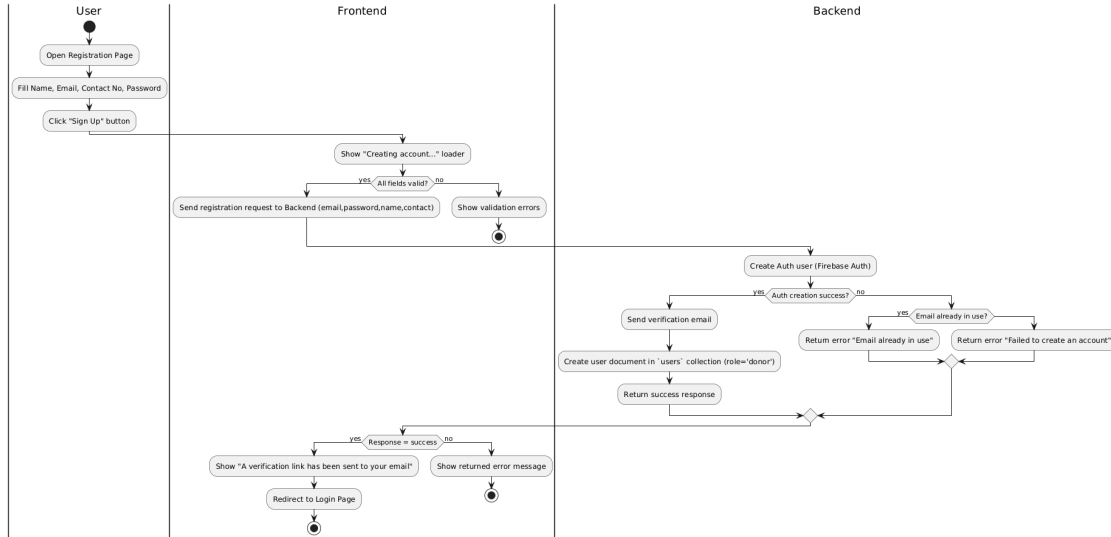 User
Frontend
Backend
Open Registration Page
Fill Name, Email, Contact No, Password
Click "Sign Up" button
Show "Creating account..." loader
All fields valid?
yes
no
Send registration request to Backend (email,password,name,contact)
Show validation errors
Create Auth user (Firebase Auth)
Auth creation success?
yes
no
Send verification email
Create user document in `users` collection (role='donor')
Return success response
Email already in use?
yes
no
Return error "Email already in use"
Return error "Failed to create an account"
Response = success
yes
no
Show "A verification link has been sent to your email"
Show returned error message
Redirect to Login Page